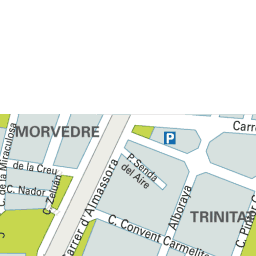 MORVEDRE
P
Carre
C. de la Miraculosa
de la Creu
C. Nador
C. Zeluán
Carrer d'Almassora
P. Senda
del Aire
Alboraya
TRINITAT
C. Convent Carmelite
C. Pintor C